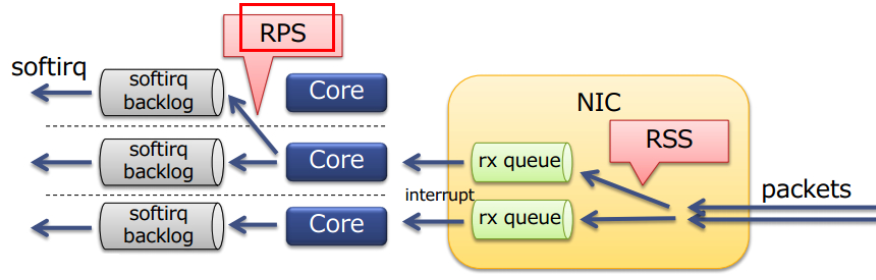 RPS
softirq
softirq
backlog
Core
NIC
RSS
softirq
backlog
Core
rx queue
packets
interrupt
softirq
backlog
Core
rx queue